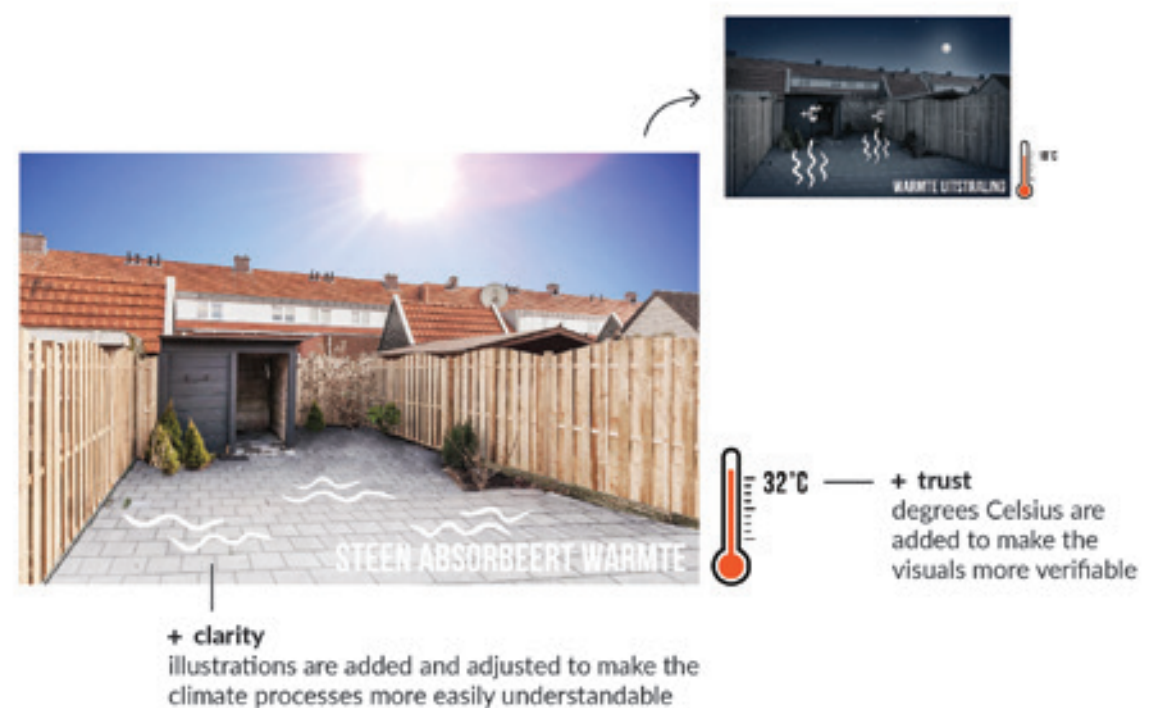 WARMTE UITSTRALING
STEEN ABSORBEERT WARMTE
32°C
+ trust
degrees Celsius are
added to make the
visuals more verifiable
+ clarity
illustrations are added and adjusted to make the
climate processes more easily understandable